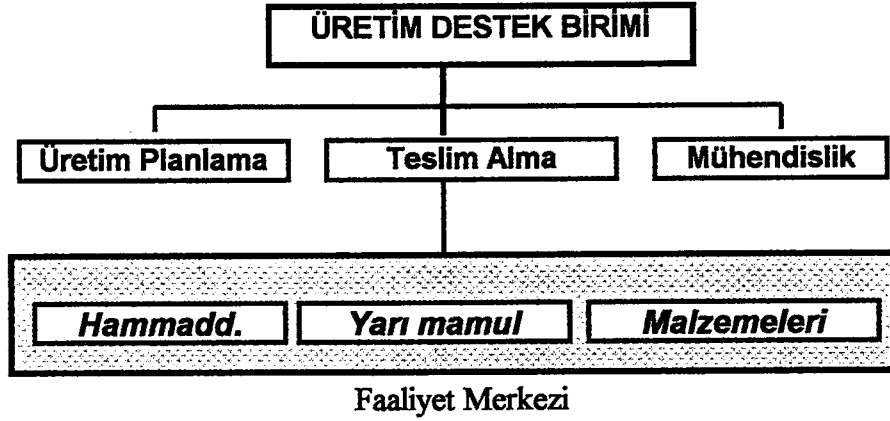 ÜRETİM DESTEK BİRİMİ
Üretim Planlama
Teslim Alma
Mühendislik
Hammadd.
Yarı mamul
Malzemeleri
Faaliyet Merkezi